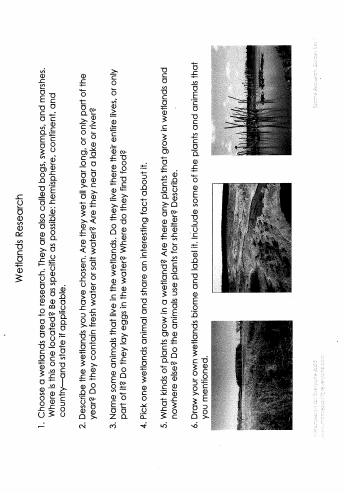 Wetlands Research
1. Choose a wetlands area to research. They are also called bogs, swamps, and marshes.
Where is this one located? Be as specific as possible: hemisphere, continent, and
country—and state if applicable.
2. Describe the wetlands you have chosen. Are they wet all year long, or only part of the
year? Do they contain fresh water or salt water? Are they near a lake or river?
3. Name some animals that live in the wetlands. Do they live there their entire lives, or only
part of it? Do they lay eggs in the water? Where do they find food?
4. Pick one wetlands animal and share an interesting fact about it.
5. What kinds of plants grow in a wetland? Are there any plants that grow in wetlands and
nowhere else? Do the animals use plants for shelter? Describe.
6. Draw your own wetlands biome and label it. Include some of the plants and animals that
you mentioned.